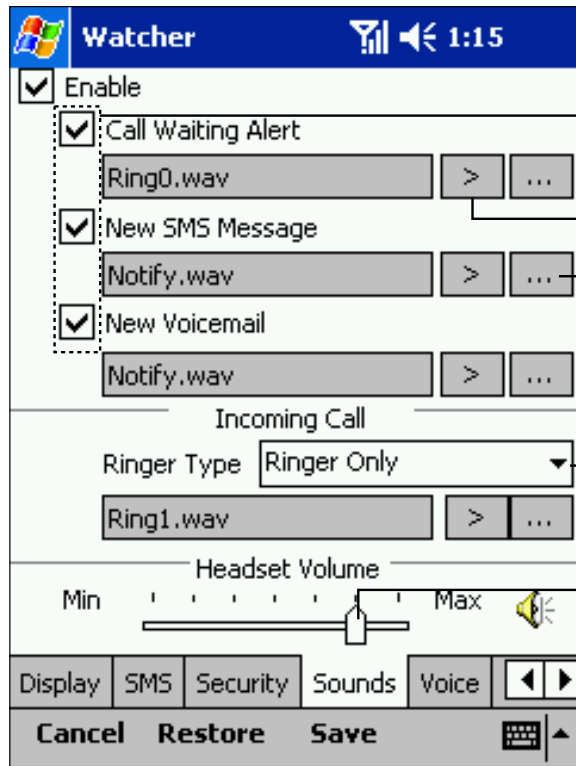 Watcher 1:15
Enable
Call Waiting Alert
Ring0.wav > ...
New SMS Message
Notify.wav > ...
New Voicemail
Notify.wav > ...
Incoming Call
Ringer Type Ringer Only
Ring1.wav > ...
Headset Volume
Min Max
Display SMS Security Sounds Voice
Cancel Restore Save